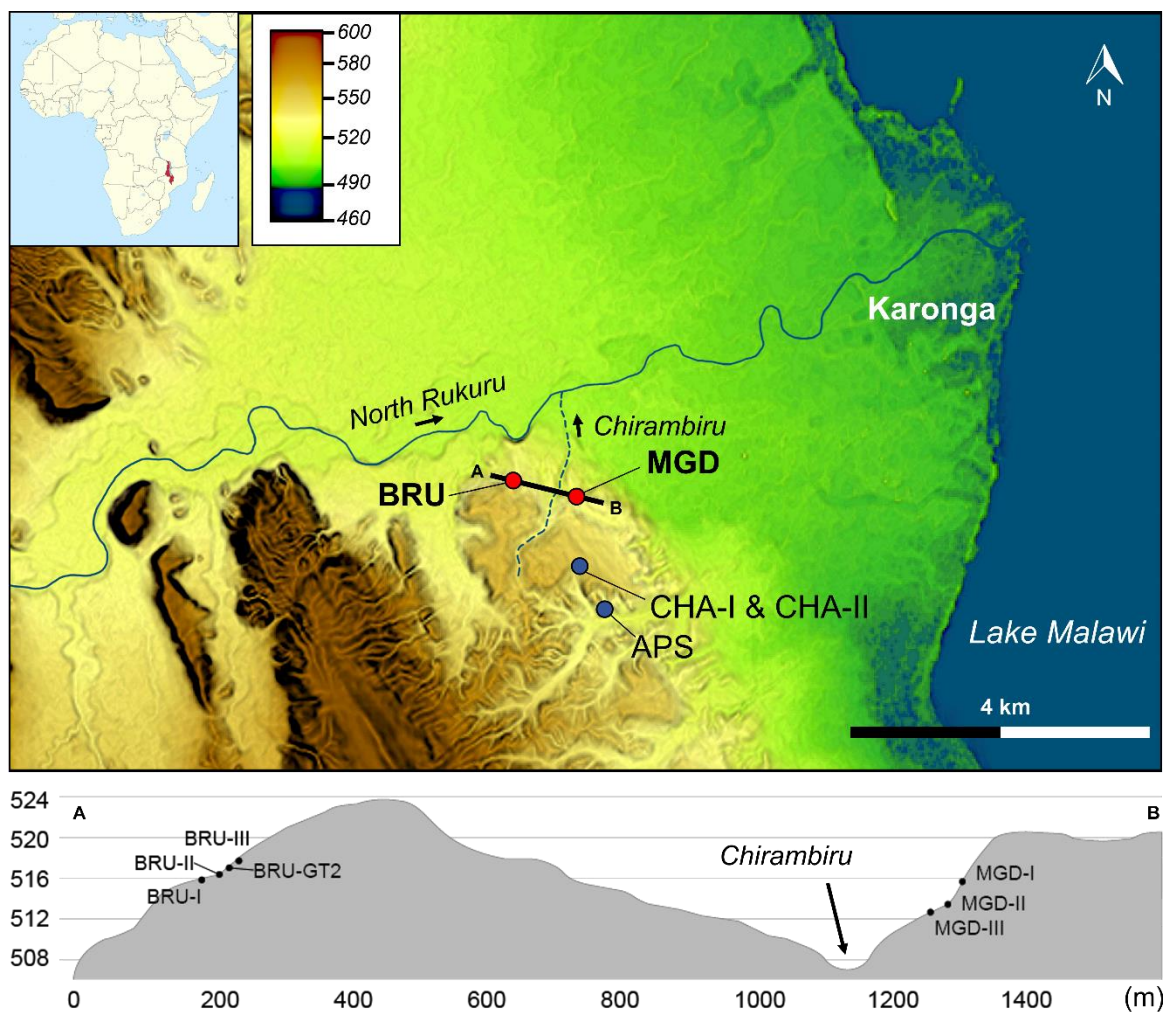 600
580
550
520
490
460
N
Karonga
North Rukuru
Chirambiru
MGD
A
BRU
B
CHA-I & CHA-II
APS
Lake Malawi
4 km
524
A
B
520
BRU-III
BRU-II
BRU-GT2
BRU-I
Chirambiru
516
MGD-I
MGD-II
MGD-III
512
508
0 200 400 600 800 1000 1200 1400 (m)